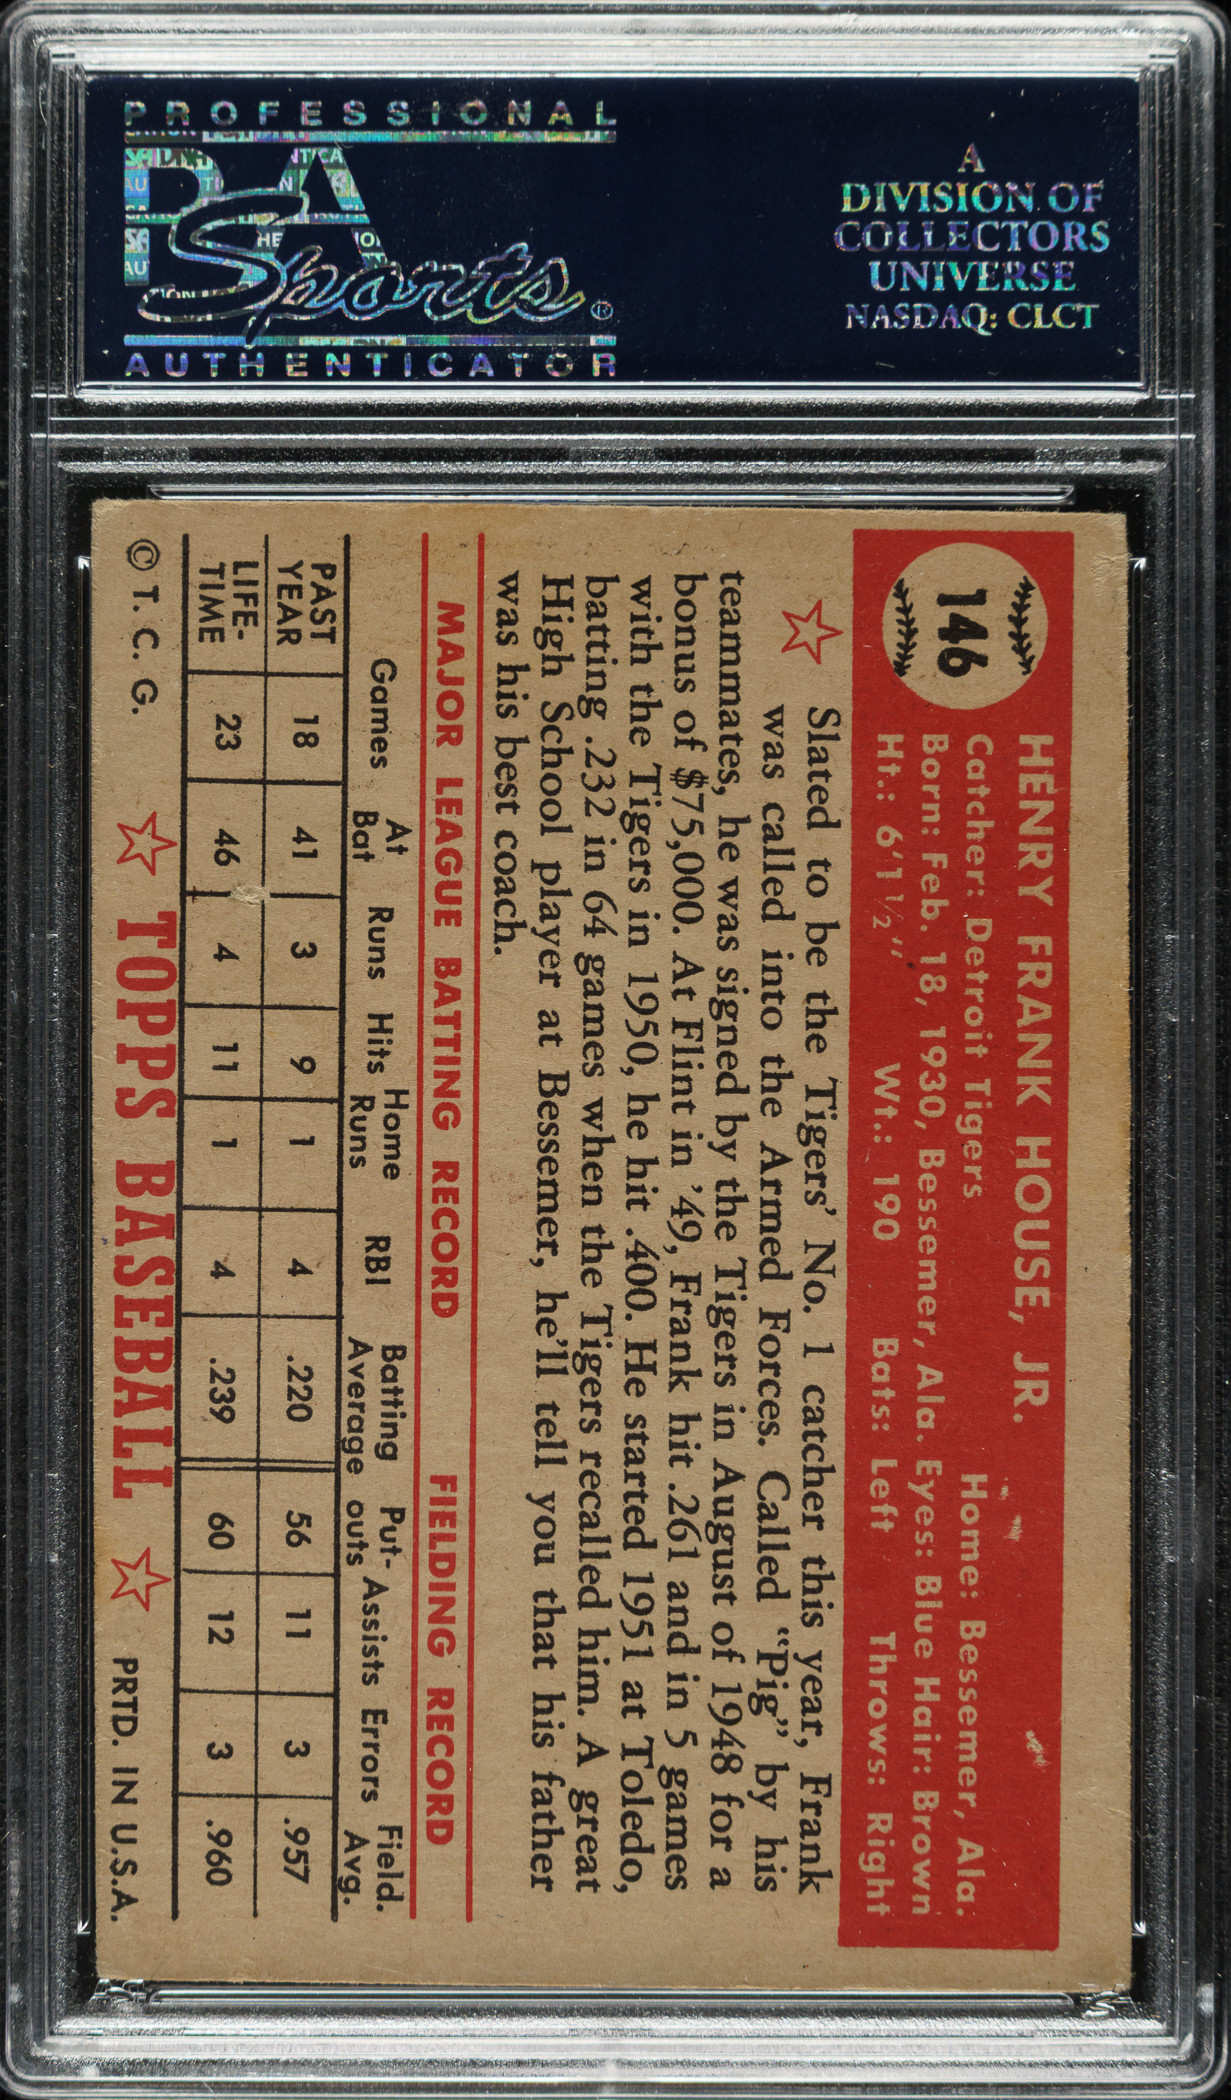 PROFESSIONAL
PSA
Sports®
AUTHENTICATOR
A
DIVISION OF
COLLECTORS
UNIVERSE
NASDAQ: CLCT
146
HENRY FRANK HOUSE, JR.
Catcher: Detroit Tigers Home: Bessemer, Ala.
Born: Feb. 18, 1930, Bessemer, Ala. Eyes: Blue Hair: Brown
Ht.: 6'1½" Wt.: 190 Bats: Left Throws: Right
Slated to be the Tigers' No. 1 catcher this year, Frank
was called into the Armed Forces. Called "Pig" by his
teammates, he was signed by the Tigers in August of 1948 for a
bonus of $75,000. At Flint in '49, Frank hit .261 and in 5 games
with the Tigers in 1950, he hit .400. He started 1951 at Toledo,
batting .232 in 64 games when the Tigers recalled him. A great
High School player at Bessemer, he'll tell you that his father
was his best coach.
MAJOR LEAGUE BATTING RECORD FIELDING RECORD
Games At Bat Runs Hits Home Runs RBI Batting Average Put-outs Assists Errors Field. Avg.
PAST YEAR 18 41 3 9 1 4 .220 56 11 3 .957
LIFE-TIME 23 46 4 11 1 4 .239 60 12 3 .960
© T. C. G. TOPPS BASEBALL PRTD. IN U.S.A.